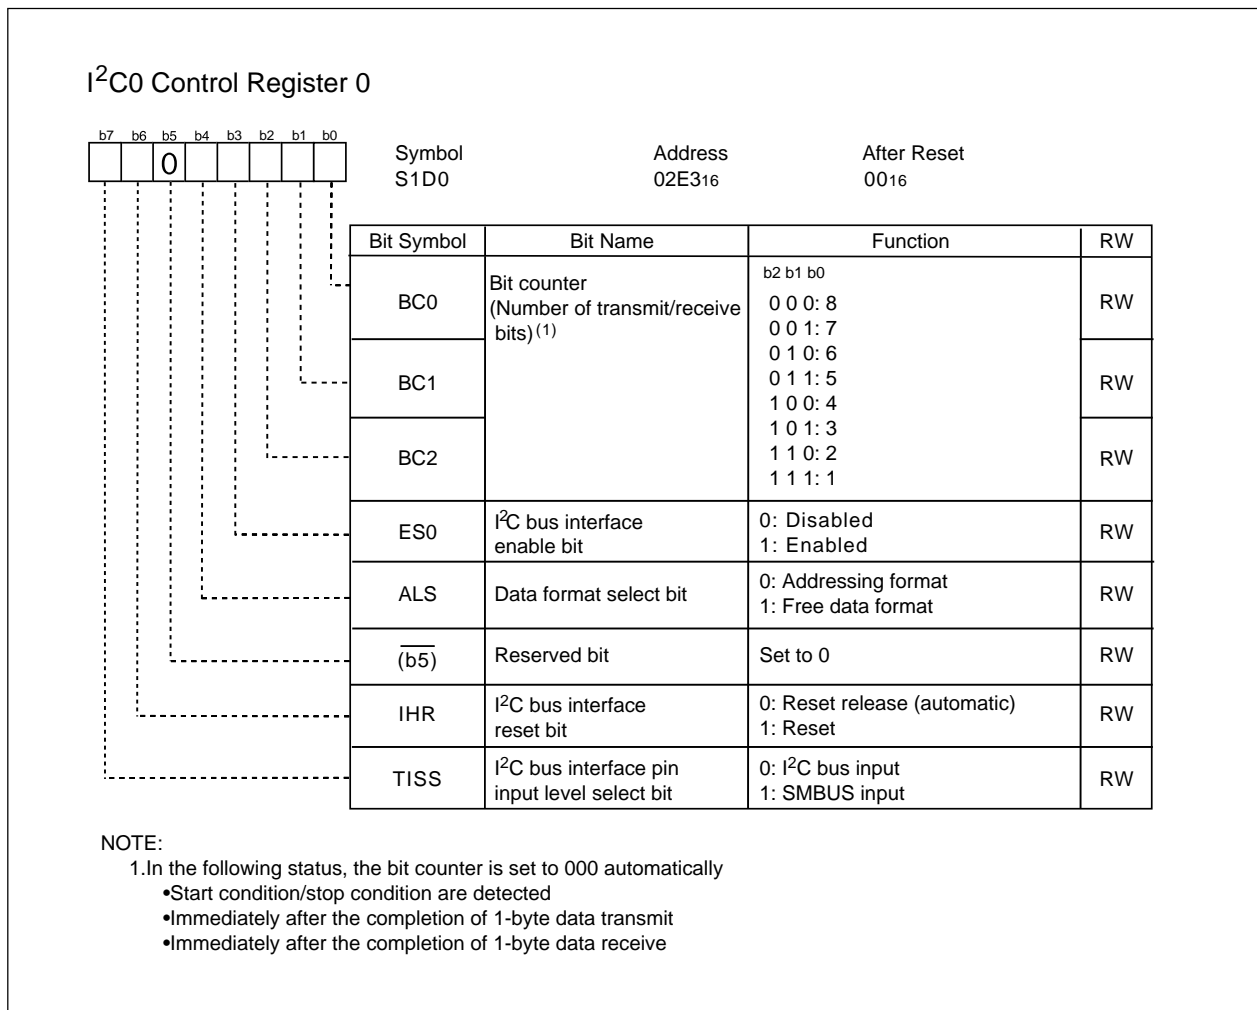 I²C0 Control Register 0
b7 b6 b5 b4 b3 b2 b1 b0
0
Symbol Address After Reset
S1D0 02E316 0016
Bit Symbol Bit Name Function RW
BC0
Bit counter
(Number of transmit/receive
bits)(1)
b2 b1 b0
0 0 0: 8
0 0 1: 7
0 1 0: 6
0 1 1: 5
1 0 0: 4
1 0 1: 3
1 1 0: 2
1 1 1: 1
RW
BC1
RW
BC2
RW
ES0
I²C bus interface
enable bit
0: Disabled
1: Enabled
RW
ALS
Data format select bit
0: Addressing format
1: Free data format
RW
(b5)
Reserved bit
Set to 0
RW
IHR
I²C bus interface
reset bit
0: Reset release (automatic)
1: Reset
RW
TISS
I²C bus interface pin
input level select bit
0: I²C bus input
1: SMBUS input
RW
NOTE:
1.In the following status, the bit counter is set to 000 automatically
•Start condition/stop condition are detected
•Immediately after the completion of 1-byte data transmit
•Immediately after the completion of 1-byte data receive